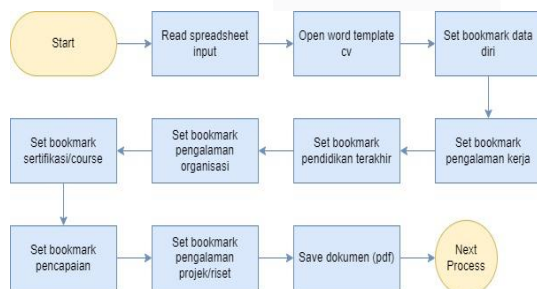 Start
Read spreadsheet
input
Open word template
cv
Set bookmark data
diri
Set bookmark
pengalaman kerja
Set bookmark
pendidikan terakhir
Set bookmark
pengalaman
organisasi
Set bookmark
sertifikasi/course
Set bookmark
pencapaian
Set bookmark
pengalaman
projek/riset
Save dokumen (pdf)
Next
Process